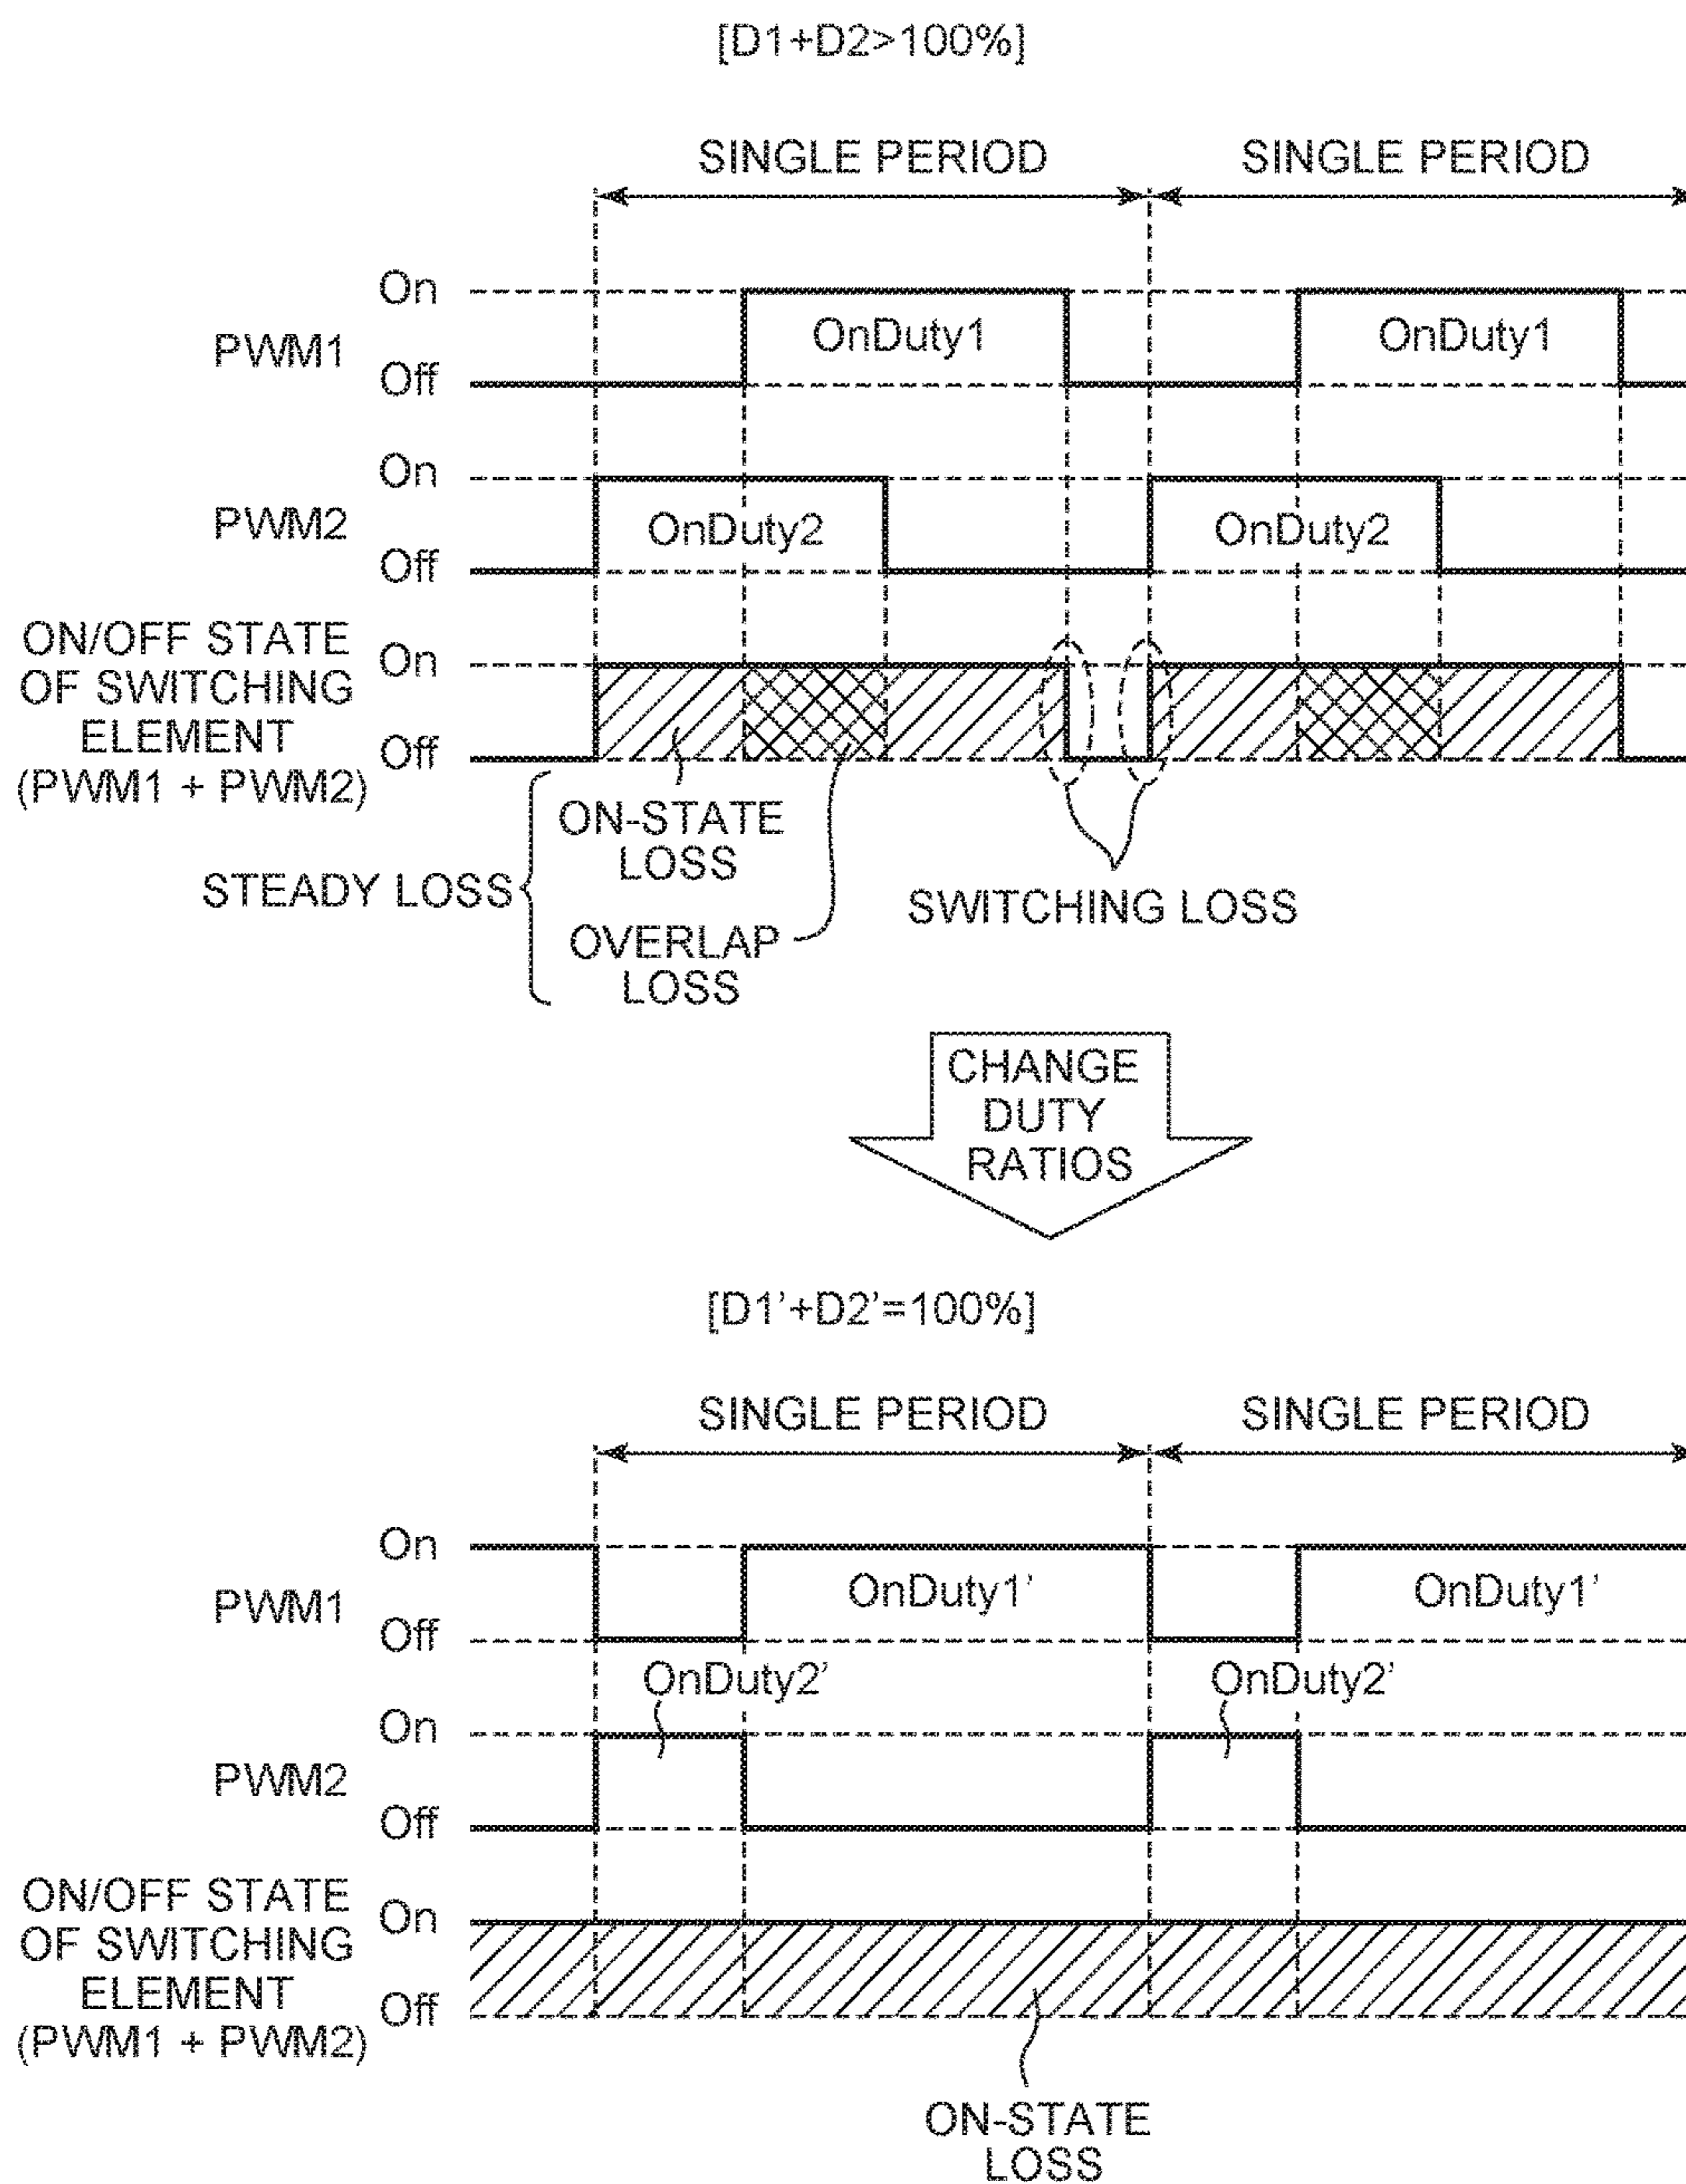 [D1+D2>100%]
SINGLE PERIOD
SINGLE PERIOD
On
PWM1
Off
OnDuty1
OnDuty1
On
PWM2
Off
OnDuty2
OnDuty2
ON/OFF STATE
OF SWITCHING
ELEMENT
(PWM1 + PWM2)
On
Off
STEADY LOSS
ON-STATE
LOSS
OVERLAP
LOSS
SWITCHING LOSS
CHANGE
DUTY
RATIOS
[D1'+D2'=100%]
SINGLE PERIOD
SINGLE PERIOD
On
PWM1
Off
OnDuty1'
OnDuty1'
OnDuty2'
OnDuty2'
On
PWM2
Off
ON/OFF STATE
OF SWITCHING
ELEMENT
(PWM1 + PWM2)
On
Off
ON-STATE
LOSS